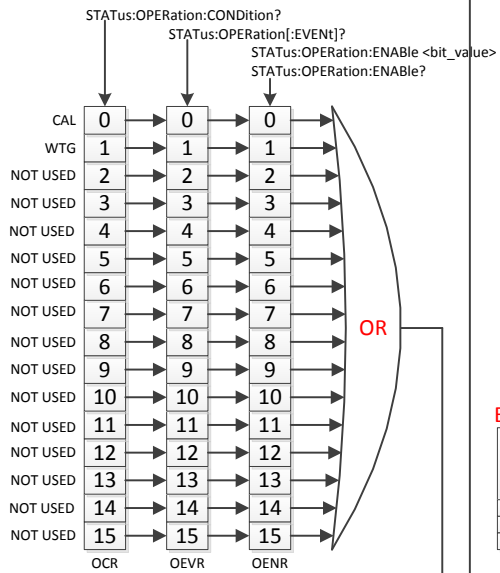 STATus:OPERation:CONDition?
STATus:OPERation[:EVENt]?
STATus:OPERation:ENABle <bit_value>
STATus:OPERation:ENABle?
CAL 0 0 0
WTG 1 1 1
NOT USED 2 2 2
NOT USED 3 3 3
NOT USED 4 4 4
NOT USED 5 5 5
NOT USED 6 6 6
NOT USED 7 7 7
OR
NOT USED 8 8 8
NOT USED 9 9 9
NOT USED 10 10 10
NOT USED 11 11 11
NOT USED 12 12 12
NOT USED 13 13 13
NOT USED 14 14 14
NOT USED 15 15 15
OCR OEVR OENR